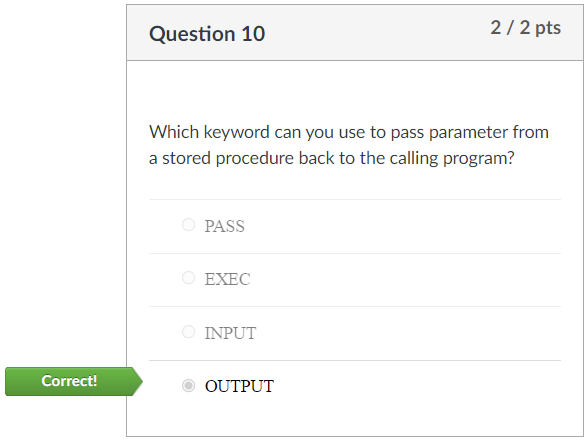 Question 10
2 / 2 pts
Which keyword can you use to pass parameter from
a stored procedure back to the calling program?
PASS
EXEC
INPUT
Correct!
OUTPUT